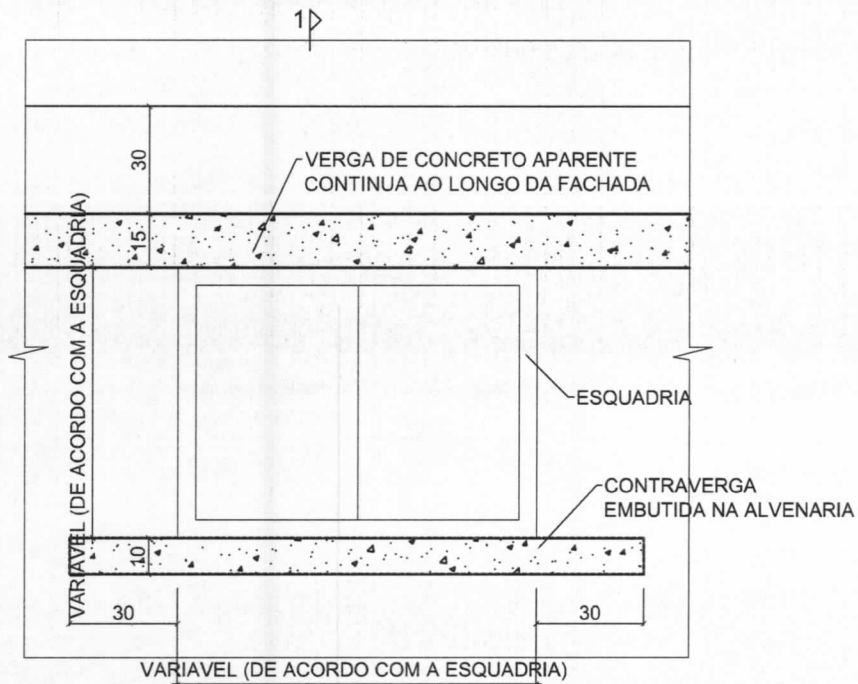 1
30
VERGA DE CONCRETO APARENTE
CONTINUA AO LONGO DA FACHADA
15
VARIAVEL (DE ACORDO COM A ESQUADRIA)
ESQUADRIA
CONTRAVERGA
EMBUTIDA NA ALVENARIA
10
30
30
VARIAVEL (DE ACORDO COM A ESQUADRIA)